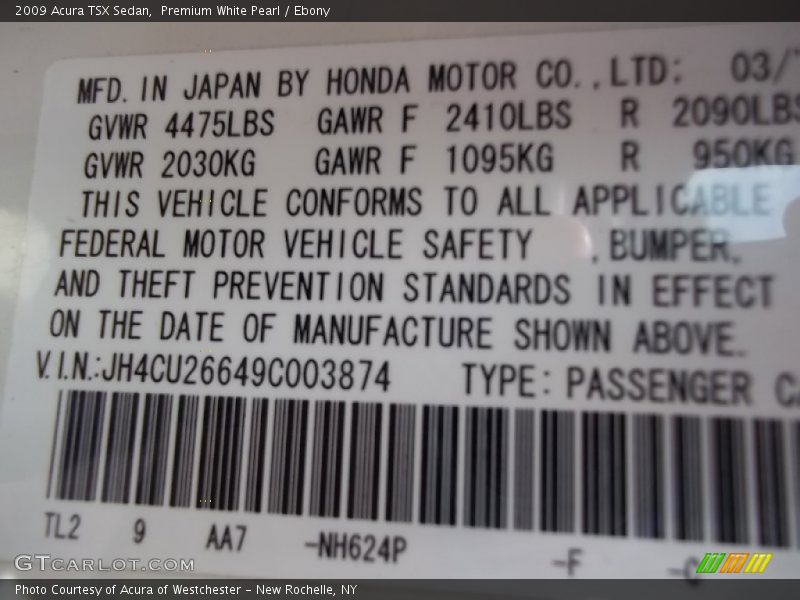 2009 Acura TSX Sedan, Premium White Pearl / Ebony
MFD. IN JAPAN BY HONDA MOTOR CO., LTD: 03/
GVWR 4475LBS GAWR F 2410LBS R 2090LBS
GVWR 2030KG GAWR F 1095KG R 950KG
THIS VEHICLE CONFORMS TO ALL APPLICABLE
FEDERAL MOTOR VEHICLE SAFETY , BUMPER,
AND THEFT PREVENTION STANDARDS IN EFFECT
ON THE DATE OF MANUFACTURE SHOWN ABOVE.
V.I.N.:JH4CU26649C003874 TYPE: PASSENGER
TL2 9 AA7 -NH624P -F
GTCARLOT.COM
Photo Courtesy of Acura of Westchester - New Rochelle, NY